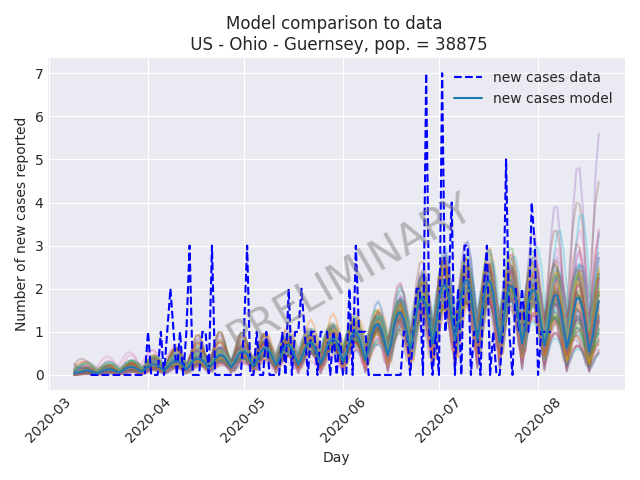 Model comparison to data
US - Ohio - Guernsey, pop. = 38875
new cases data
new cases model
Number of new cases reported
7
6
5
4
3
2
1
0
PRELIMINARY
2020-03
2020-04
2020-05
2020-06
2020-07
2020-08
Day